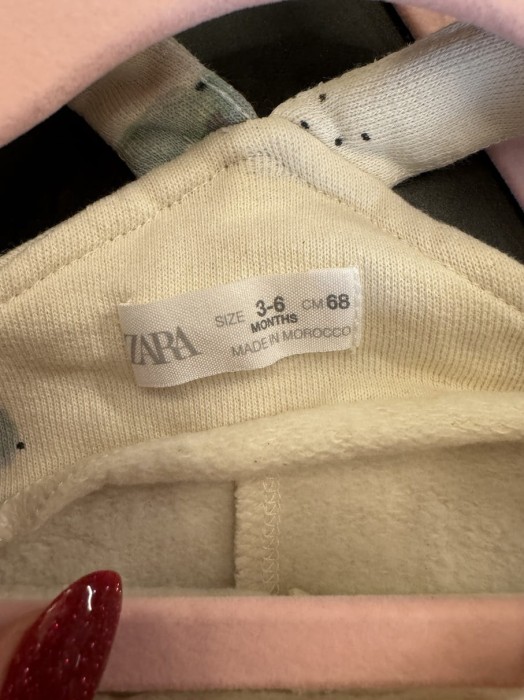 ZARA
SIZE 3-6 MONTHS CM 68
MADE IN MOROCCO